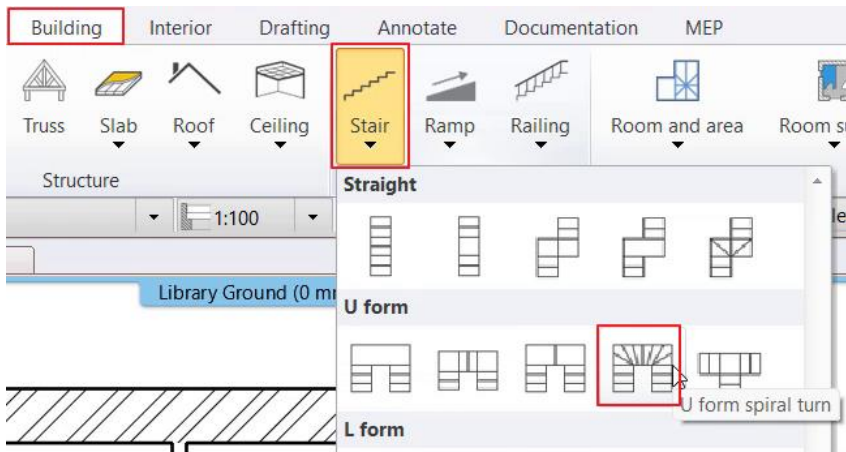 Building Interior Drafting Annotate Documentation MEP
Truss Slab Roof Ceiling Stair Ramp Railing Room and area Room
Structure
Straight
1:100
Library Ground (0
U form
U form spiral turn
L form